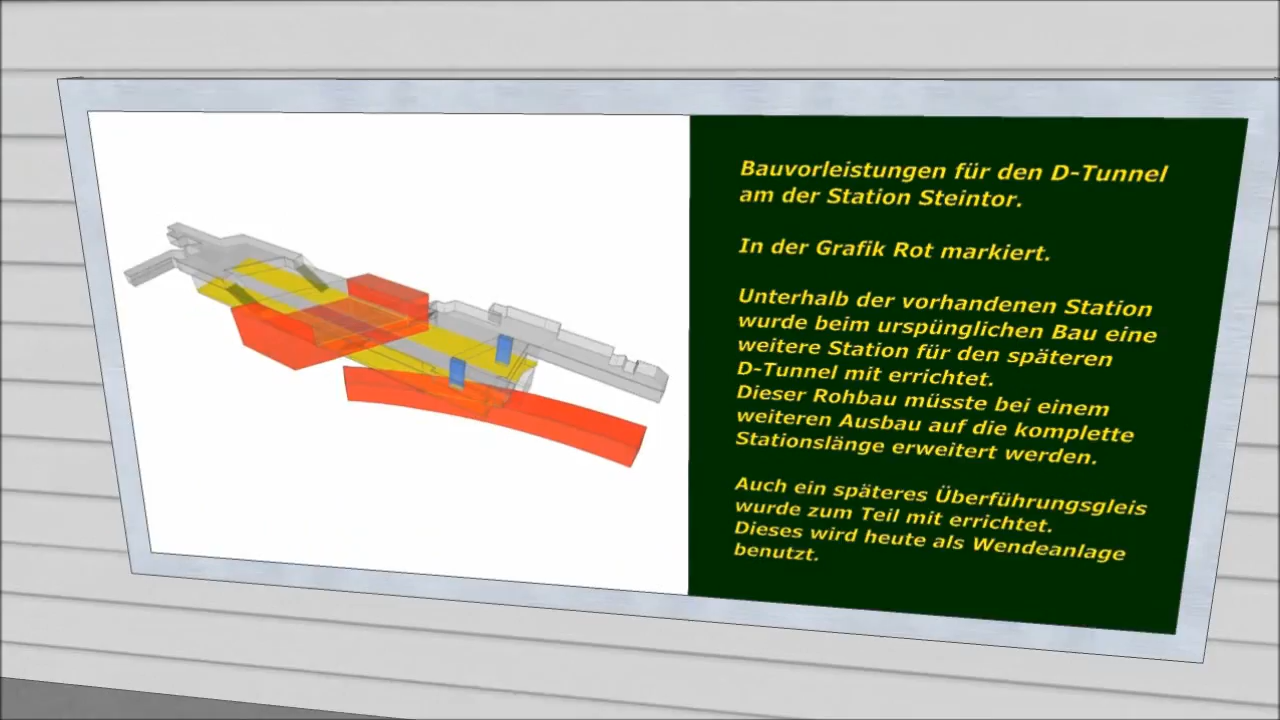 Bauvorleistungen für den D-Tunnel
am der Station Steintor.
In der Grafik Rot markiert.
Unterhalb der vorhandenen Station
wurde beim urspünglichen Bau eine
weitere Station für den späteren
D-Tunnel mit errichtet.
Dieser Rohbau müsste bei einem
weiteren Ausbau auf die komplette
Stationslänge erweitert werden.
Auch ein späteres Überführungsgleis
wurde zum Teil mit errichtet.
Dieses wird heute als Wendeanlage
benutzt.